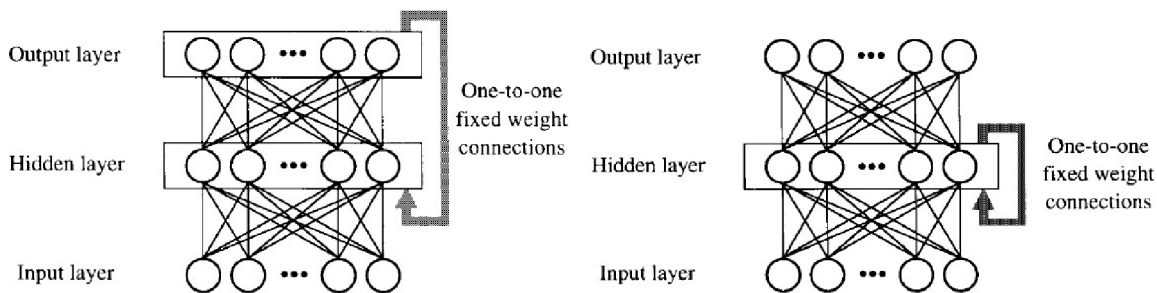 Output layer
One-to-one
fixed weight
connections
Hidden layer
Input layer
Output layer
Hidden layer
One-to-one
fixed weight
connections
Input layer